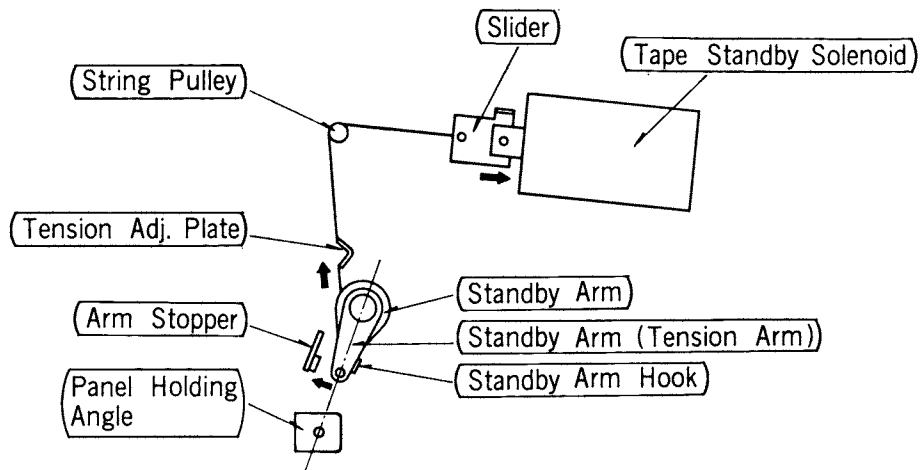 Slider
Tape Standby Solenoid
String Pulley
Tension Adj. Plate
Standby Arm
Arm Stopper
Standby Arm (Tension Arm)
Standby Arm Hook
Panel Holding
Angle